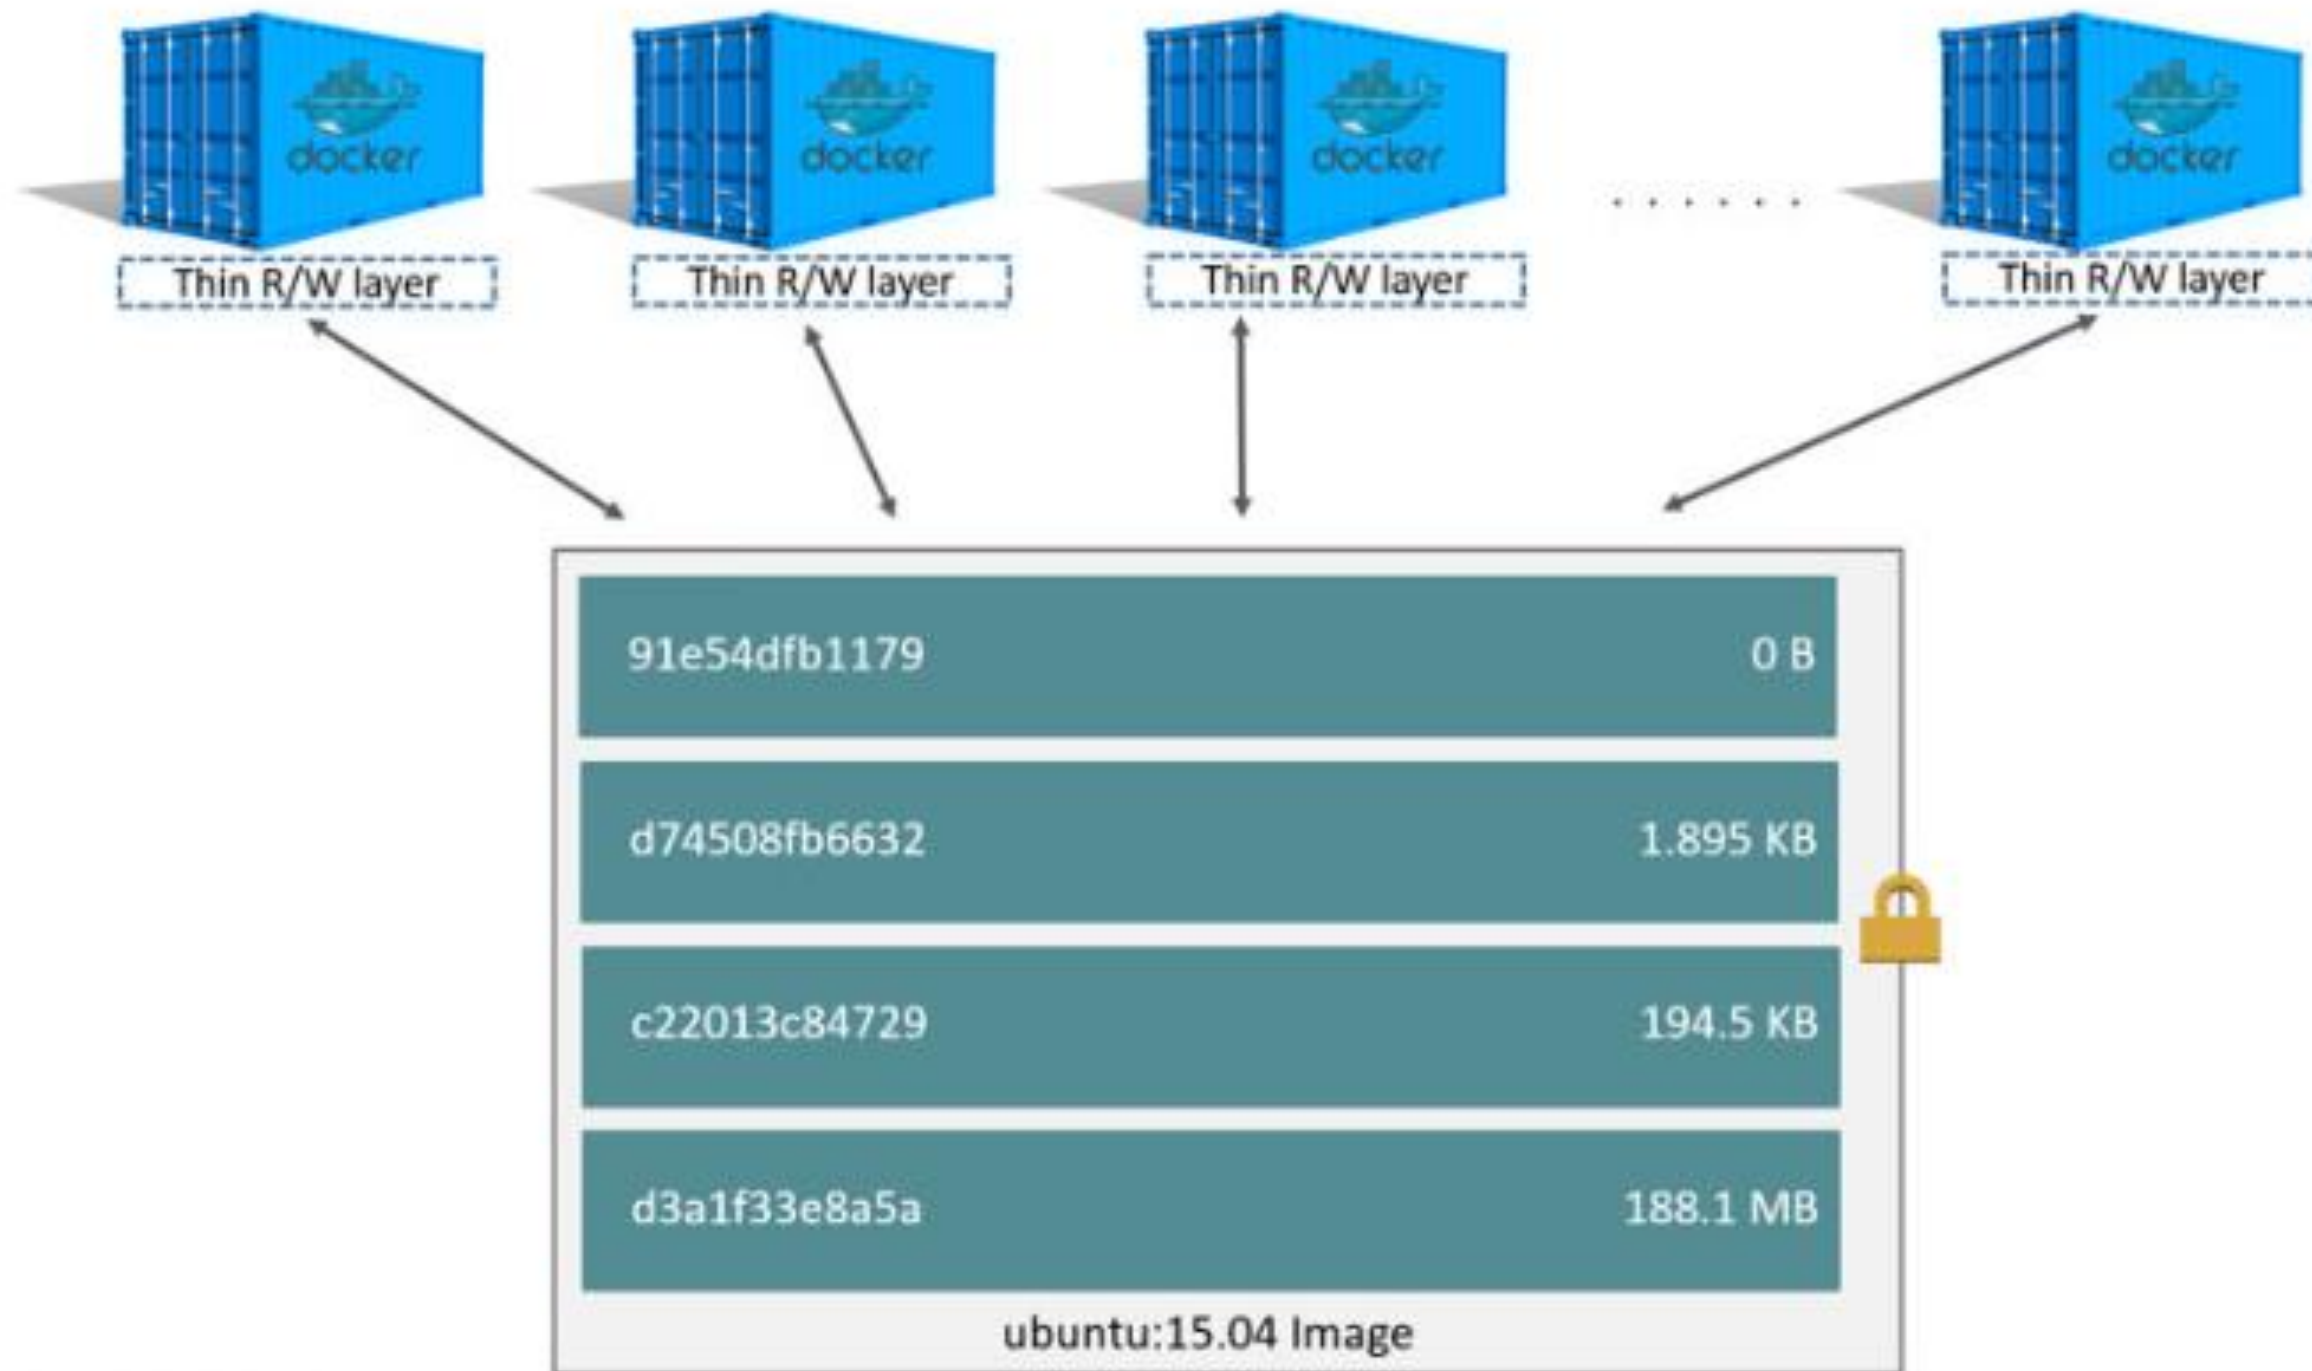 docker docker docker docker
Thin R/W layer Thin R/W layer Thin R/W layer ...... Thin R/W layer
91e54dfb1179 0 B
d74508fb6632 1.895 KB
c22013c84729 194.5 KB
d3a1f33e8a5a 188.1 MB
ubuntu:15.04 Image